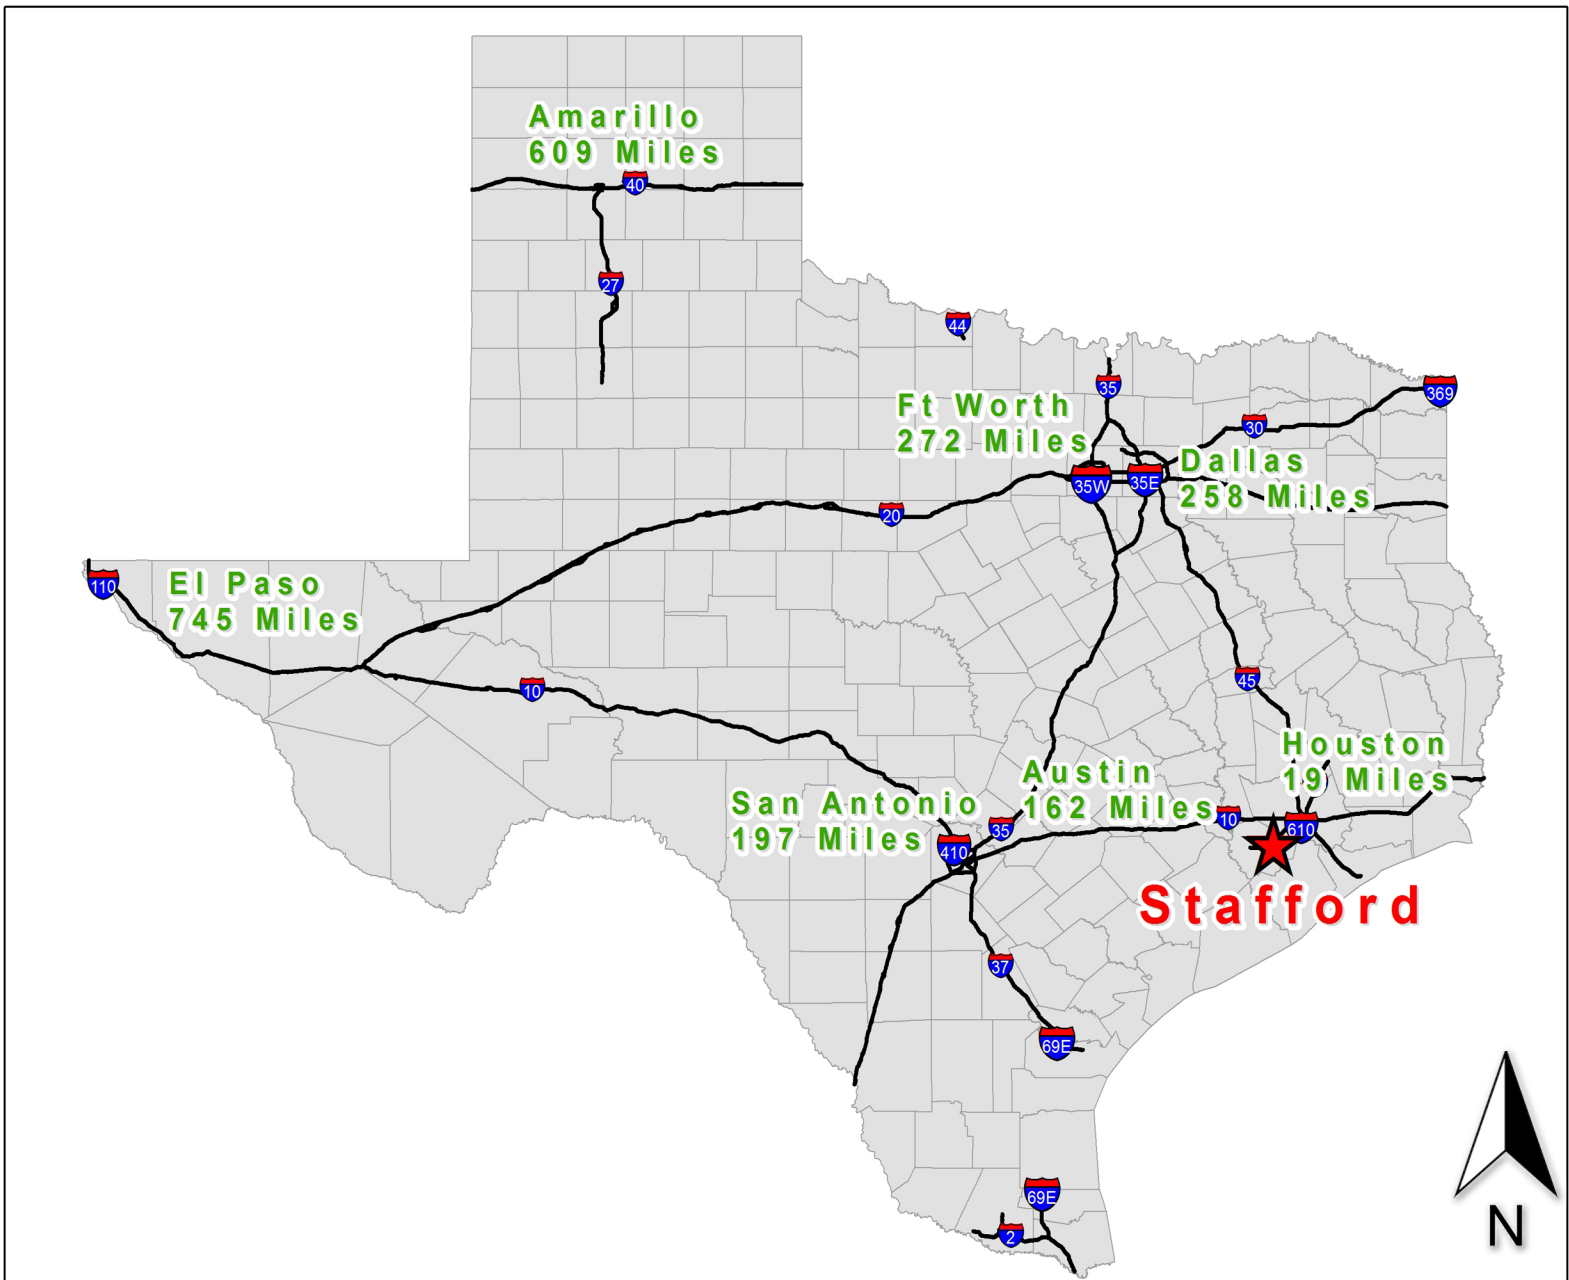 Amarillo
609 Miles
40
27
44
35
369
Ft Worth
272 Miles
30
Dallas
258 Miles
35W
35E
20
110
El Paso
745 Miles
10
45
Houston
19 Miles
Austin
162 Miles
San Antonio
197 Miles
35
10
610
410
Stafford
37
69E
69E
2
N